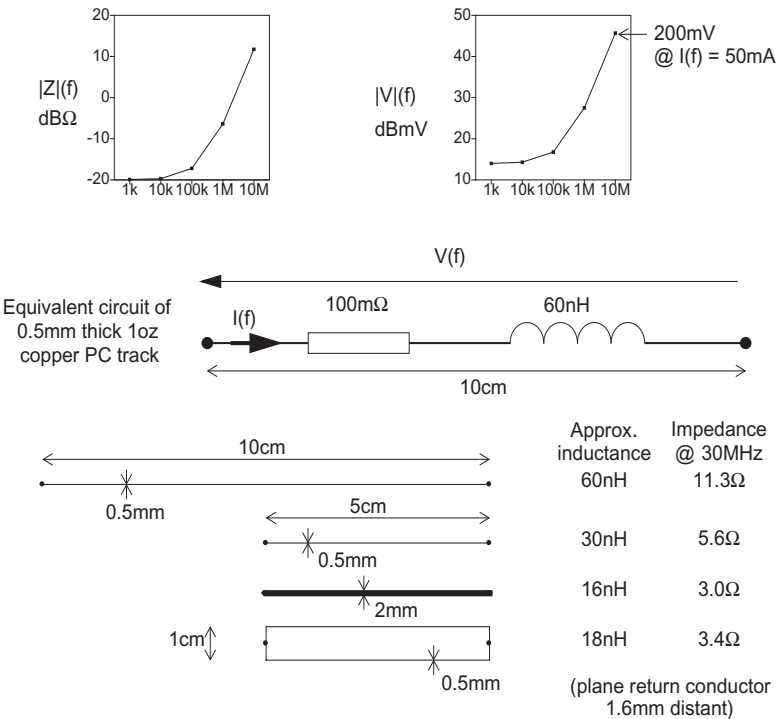 20
10
0
-10
-20
|Z|(f)
dBΩ
1k 10k 100k 1M 10M
50
40
30
20
10
|V|(f)
dBmV
1k 10k 100k 1M 10M
200mV
@ I(f) = 50mA
V(f)
Equivalent circuit of
0.5mm thick 1oz
copper PC track
I(f)
100mΩ
60nH
10cm
Approx. Impedance
inductance @ 30MHz
10cm
0.5mm
60nH 11.3Ω
5cm
0.5mm
30nH 5.6Ω
2mm
16nH 3.0Ω
1cm
0.5mm
18nH 3.4Ω
(plane return conductor
1.6mm distant)